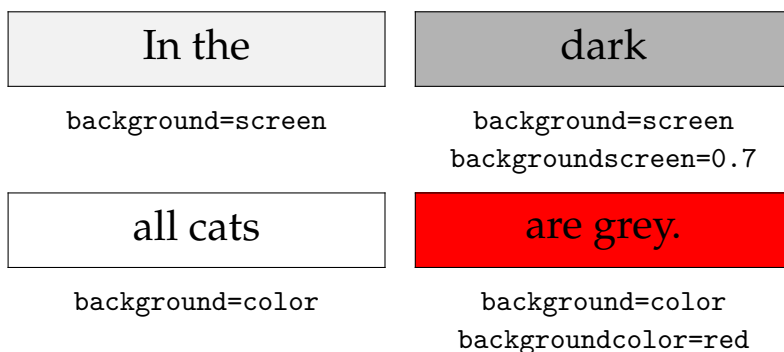 In the
dark
background=screen
background=screen
backgroundscreen=0.7
all cats
are grey.
background=color
background=color
backgroundcolor=red